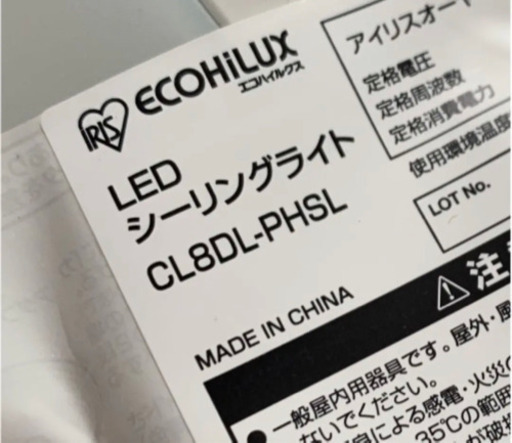 IRIS ECOHiLUX
エコハイルクス
LED
シーリングライト
CL8DL-PHSL
MADE IN CHINA
アイリスオー
定格電圧
定格周波数
定格消費電力
使用環境温度
LOT No.
注
一般屋内用器具です。屋外・風
ないでください。
による感電・火災の
35℃の範囲
が破損